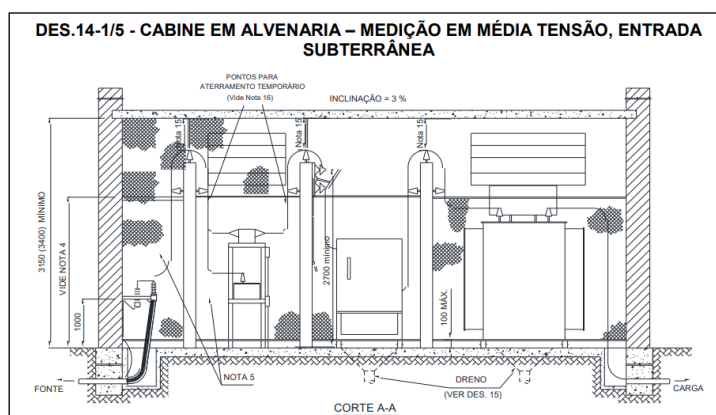 DES.14-1/5 - CABINE EM ALVENARIA – MEDIÇÃO EM MÉDIA TENSÃO, ENTRADA
SUBTERRÂNEA
PONTOS PARA
ATERRAMENTO TEMPORÁRIO
(Vide Nota 16)
INCLINAÇÃO = 3 %
Nota 15
Nota 15
Nota 15
3150 (3400) MÍNIMO
VIDE NOTA 4
1000
2700 mínimo
100 MÁX.
NOTA 5
FONTE
DRENO
(VER DES. 15)
CARGA
CORTE A-A